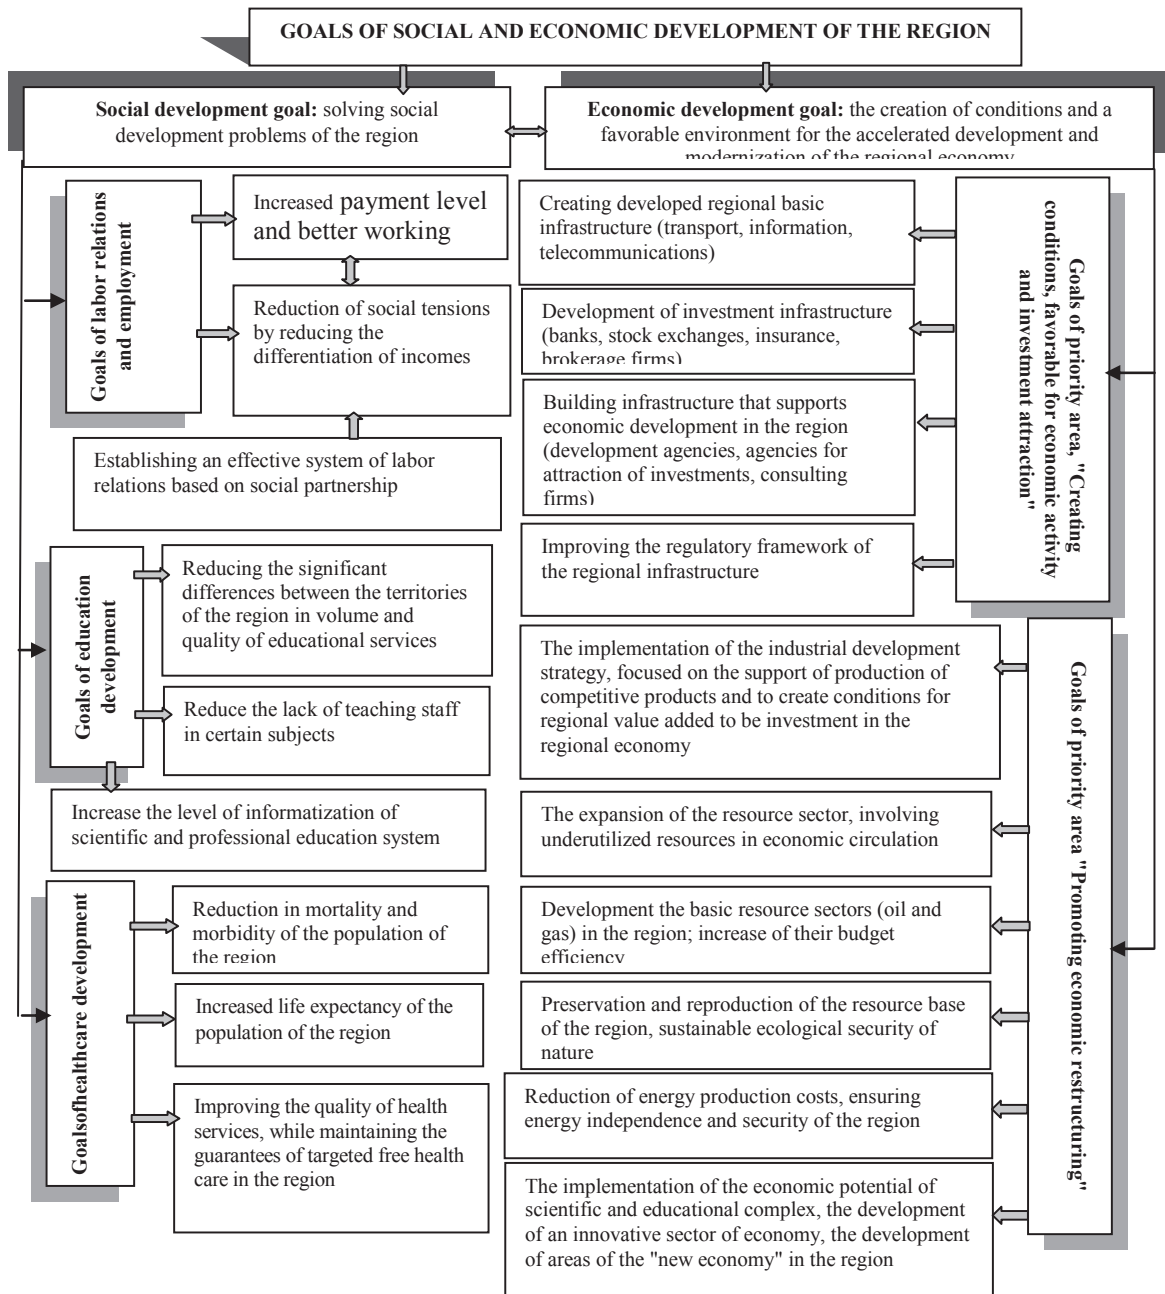 GOALS OF SOCIAL AND ECONOMIC DEVELOPMENT OF THE REGION
Social development goal: solving social
development problems of the region
Economic development goal: the creation of conditions and a
favorable environment for the accelerated development and
modernization of the regional economy
Goals of labor relations
and employment
Increased payment level
and better working
Reduction of social tensions
by reducing the
differentiation of incomes
Establishing an effective system of labor
relations based on social partnership
Goals of education
development
Reducing the significant
differences between the territories
of the region in volume and
quality of educational services
Reduce the lack of teaching staff
in certain subjects
Increase the level of informatization of
scientific and professional education system
Goalsofhealthcare development
Reduction in mortality and
morbidity of the population of
the region
Increased life expectancy of the
population of the region
Improving the quality of health
services, while maintaining the
guarantees of targeted free health
care in the region
Goals of priority area, "Creating
conditions, favorable for economic activity
and investment attraction"
Creating developed regional basic
infrastructure (transport, information,
telecommunications)
Development of investment infrastructure
(banks, stock exchanges, insurance,
brokerage firms)
Building infrastructure that supports
economic development in the region
(development agencies, agencies for
attraction of investments, consulting
firms)
Improving the regulatory framework of
the regional infrastructure
Goals of priority area "Promoting economic restructuring"
The implementation of the industrial development
strategy, focused on the support of production of
competitive products and to create conditions for
regional value added to be investment in the
regional economy
The expansion of the resource sector, involving
underutilized resources in economic circulation
Development the basic resource sectors (oil and
gas) in the region; increase of their budget
efficiency
Preservation and reproduction of the resource base
of the region, sustainable ecological security of
nature
Reduction of energy production costs, ensuring
energy independence and security of the region
The implementation of the economic potential of
scientific and educational complex, the development
of an innovative sector of economy, the development
of areas of the "new economy" in the region